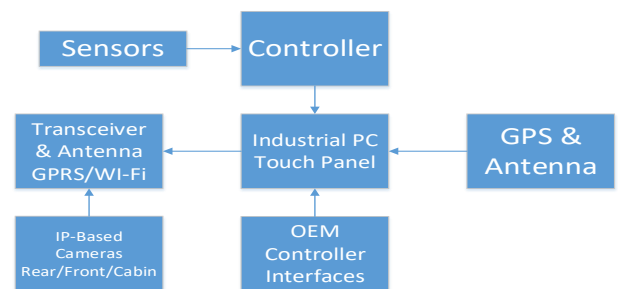 Sensors
Controller
Transceiver
& Antenna
GPRS/WI-Fi
Industrial PC
Touch Panel
GPS &
Antenna
IP-Based
Cameras
Rear/Front/Cabin
OEM
Controller
Interfaces